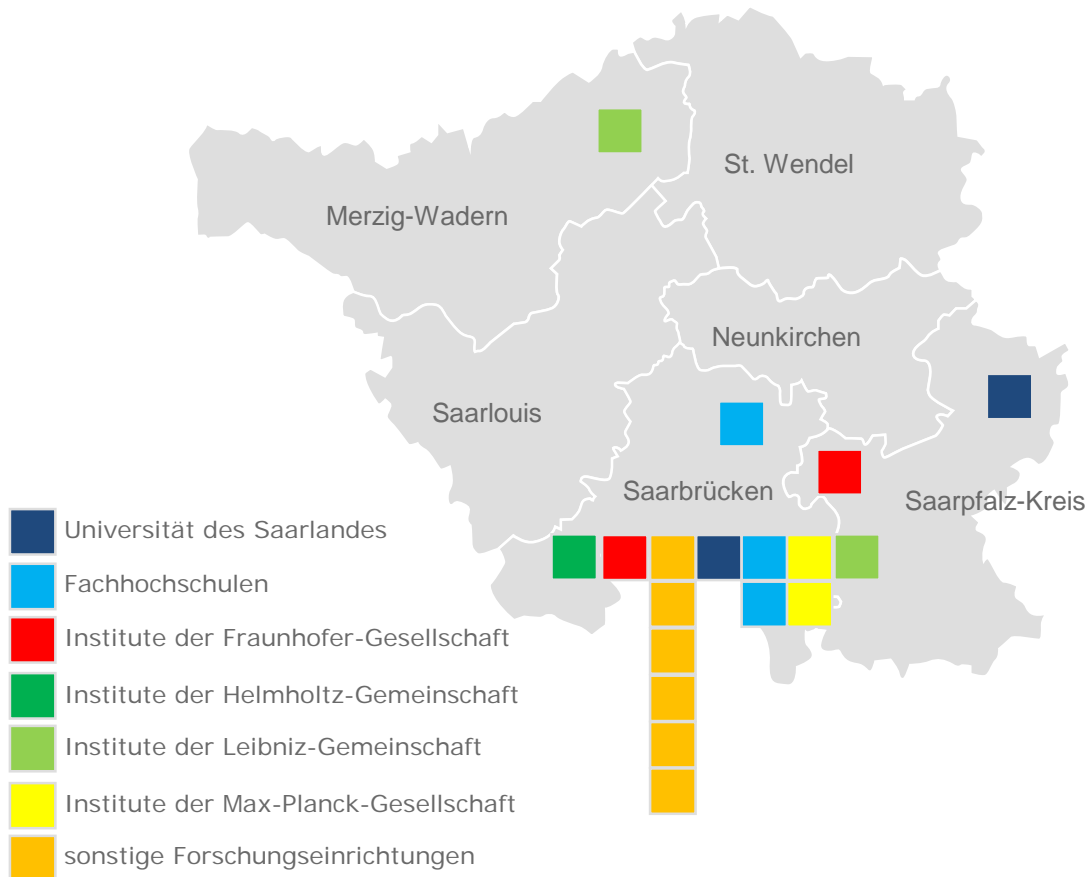 St. Wendel
Merzig-Wadern
Neunkirchen
Saarlouis
Saarbrücken
Saarpfalz-Kreis
Universität des Saarlandes
Fachhochschulen
Institute der Fraunhofer-Gesellschaft
Institute der Helmholtz-Gemeinschaft
Institute der Leibniz-Gemeinschaft
Institute der Max-Planck-Gesellschaft
sonstige Forschungseinrichtungen